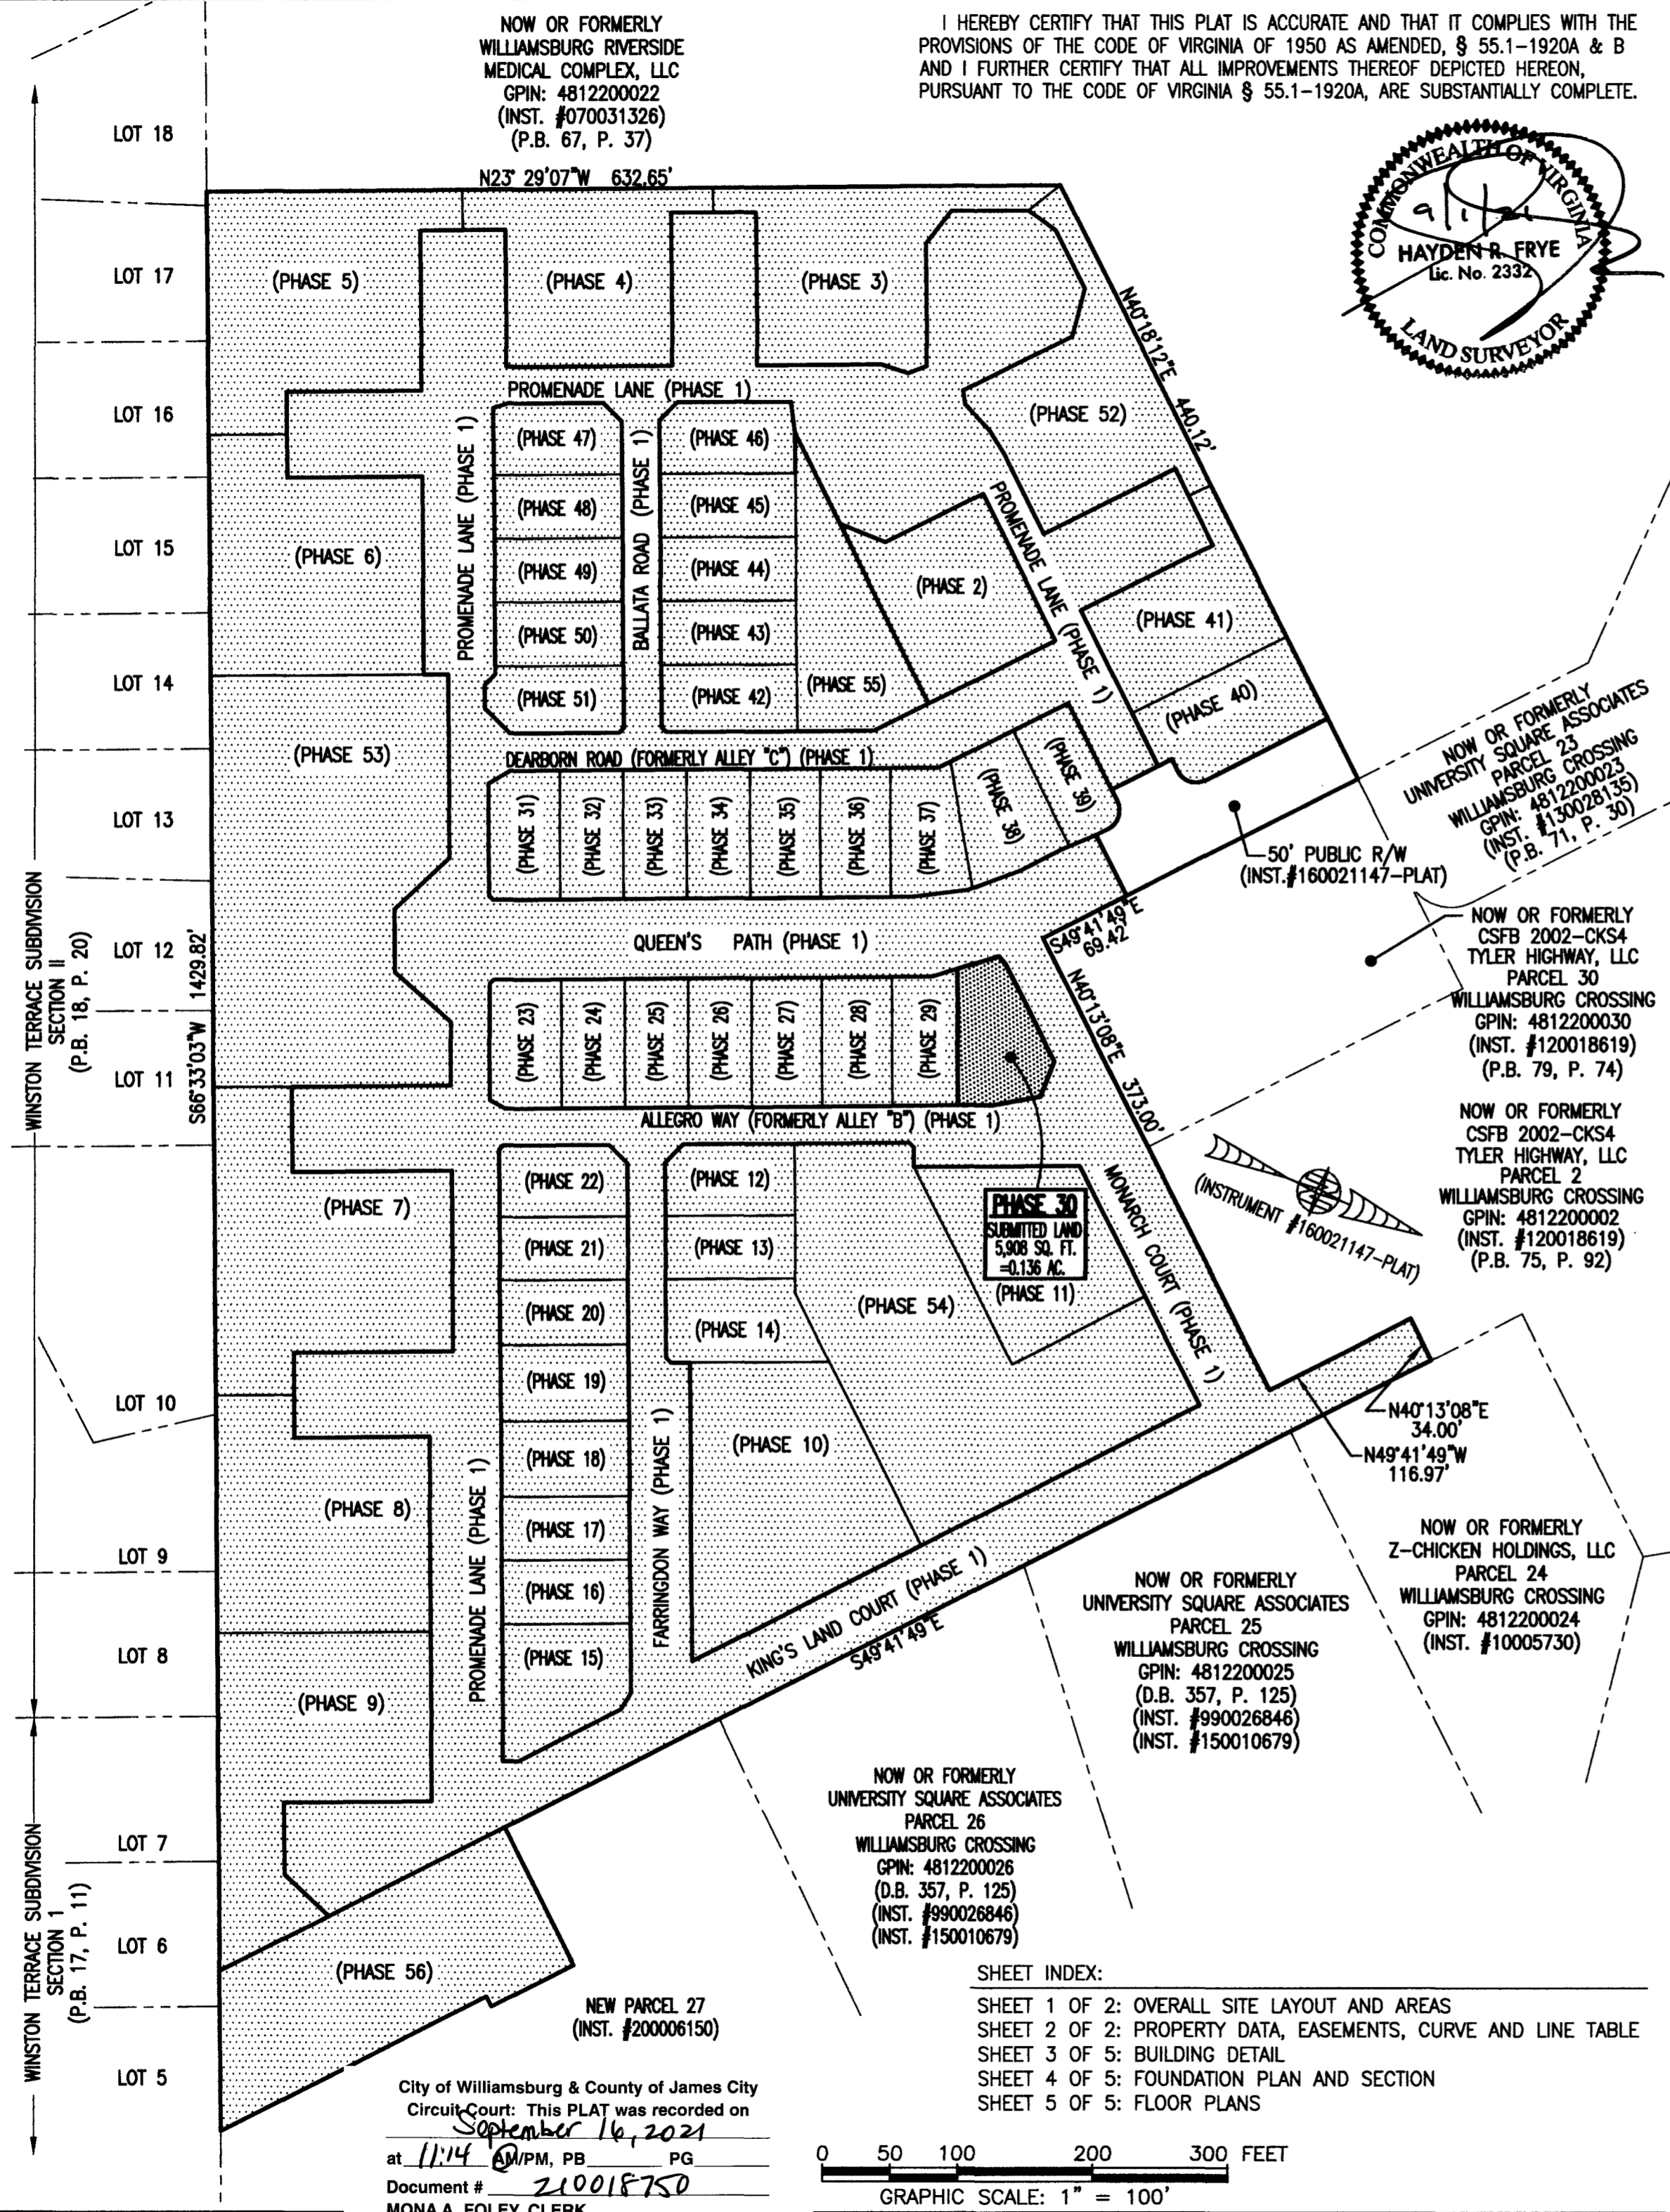 NOW OR FORMERLY
WILLIAMSBURG RIVERSIDE
MEDICAL COMPLEX, LLC
GPIN: 4812200022
(INST. #070031326)
(P.B. 67, P. 37)
N23° 29'07"W 632.65'
I HEREBY CERTIFY THAT THIS PLAT IS ACCURATE AND THAT IT COMPLIES WITH THE
PROVISIONS OF THE CODE OF VIRGINIA OF 1950 AS AMENDED, § 55.1-1920A & B
AND I FURTHER CERTIFY THAT ALL IMPROVEMENTS THEREOF DEPICTED HEREON,
PURSUANT TO THE CODE OF VIRGINIA § 55.1-1920A, ARE SUBSTANTIALLY COMPLETE.
COMMONWEALTH OF VIRGINIA
9/1/21
HAYDEN R. FRYE
Lic. No. 2332
LAND SURVEYOR
LOT 18
LOT 17
LOT 16
LOT 15
LOT 14
LOT 13
LOT 12
LOT 11
LOT 10
LOT 9
LOT 8
LOT 7
LOT 6
LOT 5
WINSTON TERRACE SUBDIVISION
SECTION II
(P.B. 18, P. 20)
WINSTON TERRACE SUBDIVISION
SECTION 1
(P.B. 17, P. 11)
S66°33'03"W 1429.82'
(PHASE 5)
(PHASE 4)
(PHASE 3)
N40°18'12"E 440.12'
PROMENADE LANE (PHASE 1)
(PHASE 52)
PROMENADE LANE (PHASE 1)
(PHASE 47)
(PHASE 48)
(PHASE 49)
(PHASE 50)
(PHASE 51)
BALLATA ROAD (PHASE 1)
(PHASE 46)
(PHASE 45)
(PHASE 44)
(PHASE 43)
(PHASE 42)
(PHASE 55)
(PHASE 2)
PROMENADE LANE (PHASE 1)
(PHASE 41)
(PHASE 40)
(PHASE 6)
(PHASE 53)
DEARBORN ROAD (FORMERLY ALLEY "C") (PHASE 1)
(PHASE 31)
(PHASE 32)
(PHASE 33)
(PHASE 34)
(PHASE 35)
(PHASE 36)
(PHASE 37)
(PHASE 38)
(PHASE 39)
50' PUBLIC R/W
(INST.#160021147-PLAT)
NOW OR FORMERLY
UNIVERSITY SQUARE ASSOCIATES
PARCEL 23
WILLIAMSBURG CROSSING
GPIN: 4812200023
(INST. #130028135)
(P.B. 71, P. 30)
QUEEN'S PATH (PHASE 1)
S49°41'49"E
69.42'
N40°13'08"E 373.00'
NOW OR FORMERLY
CSFB 2002-CKS4
TYLER HIGHWAY, LLC
PARCEL 30
WILLIAMSBURG CROSSING
GPIN: 4812200030
(INST. #120018619)
(P.B. 79, P. 74)
(PHASE 23)
(PHASE 24)
(PHASE 25)
(PHASE 26)
(PHASE 27)
(PHASE 28)
(PHASE 29)
ALLEGRO WAY (FORMERLY ALLEY "B") (PHASE 1)
NOW OR FORMERLY
CSFB 2002-CKS4
TYLER HIGHWAY, LLC
PARCEL 2
WILLIAMSBURG CROSSING
GPIN: 4812200002
(INST. #120018619)
(P.B. 75, P. 92)
(INSTRUMENT #160021147-PLAT)
(PHASE 7)
(PHASE 22)
(PHASE 21)
(PHASE 20)
(PHASE 19)
(PHASE 18)
(PHASE 17)
(PHASE 16)
(PHASE 15)
(PHASE 12)
(PHASE 13)
(PHASE 14)
PHASE 30
SUBMITTED LAND
5,908 SQ. FT.
=0.136 AC.
(PHASE 11)
(PHASE 54)
(PHASE 10)
MONARCH COURT (PHASE 1)
N40°13'08"E
34.00'
N49°41'49"W
116.97'
PROMENADE LANE (PHASE 1)
FARRINGDON WAY (PHASE 1)
(PHASE 8)
(PHASE 9)
KING'S LAND COURT (PHASE 1)
S49°41'49"E
NOW OR FORMERLY
Z-CHICKEN HOLDINGS, LLC
PARCEL 24
WILLIAMSBURG CROSSING
GPIN: 4812200024
(INST. #10005730)
NOW OR FORMERLY
UNIVERSITY SQUARE ASSOCIATES
PARCEL 25
WILLIAMSBURG CROSSING
GPIN: 4812200025
(D.B. 357, P. 125)
(INST. #990026846)
(INST. #150010679)
NOW OR FORMERLY
UNIVERSITY SQUARE ASSOCIATES
PARCEL 26
WILLIAMSBURG CROSSING
GPIN: 4812200026
(D.B. 357, P. 125)
(INST. #990026846)
(INST. #150010679)
(PHASE 56)
NEW PARCEL 27
(INST. #200006150)
SHEET INDEX:
SHEET 1 OF 2: OVERALL SITE LAYOUT AND AREAS
SHEET 2 OF 2: PROPERTY DATA, EASEMENTS, CURVE AND LINE TABLE
SHEET 3 OF 5: BUILDING DETAIL
SHEET 4 OF 5: FOUNDATION PLAN AND SECTION
SHEET 5 OF 5: FLOOR PLANS
City of Williamsburg & County of James City
Circuit Court: This PLAT was recorded on
September 16, 2021
at 11:14 AM/PM, PB PG
Document # 210018750
MONA A. FOLEY, CLERK
0 50 100 200 300 FEET
GRAPHIC SCALE: 1" = 100'